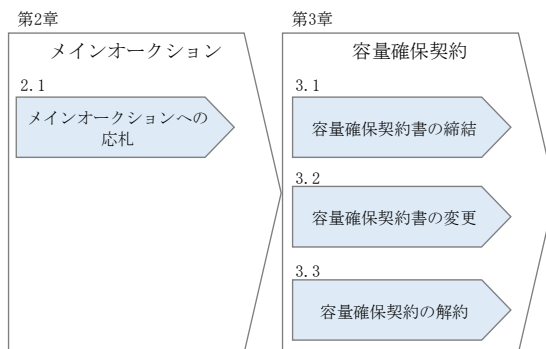 第2章
メインオークション
2.1
メインオークションへの
応札
第3章
容量確保契約
3.1
容量確保契約書の締結
3.2
容量確保契約書の変更
3.3
容量確保契約の解約